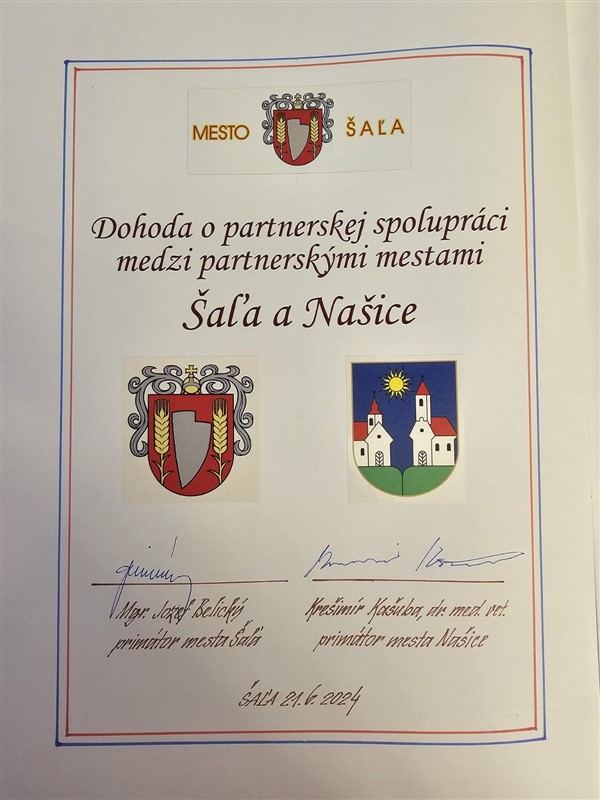 MESTO ŠAĽA
Dohoda o partnerskej spolupráci
medzi partnerskými mestami
Šaľa a Našice
Mgr. Jozef Belický
primátor mesta Šaľa
Krešimir Kašuba, dr. med. vet.
primátor mesta Našice
ŠAĽA 21.6.2024